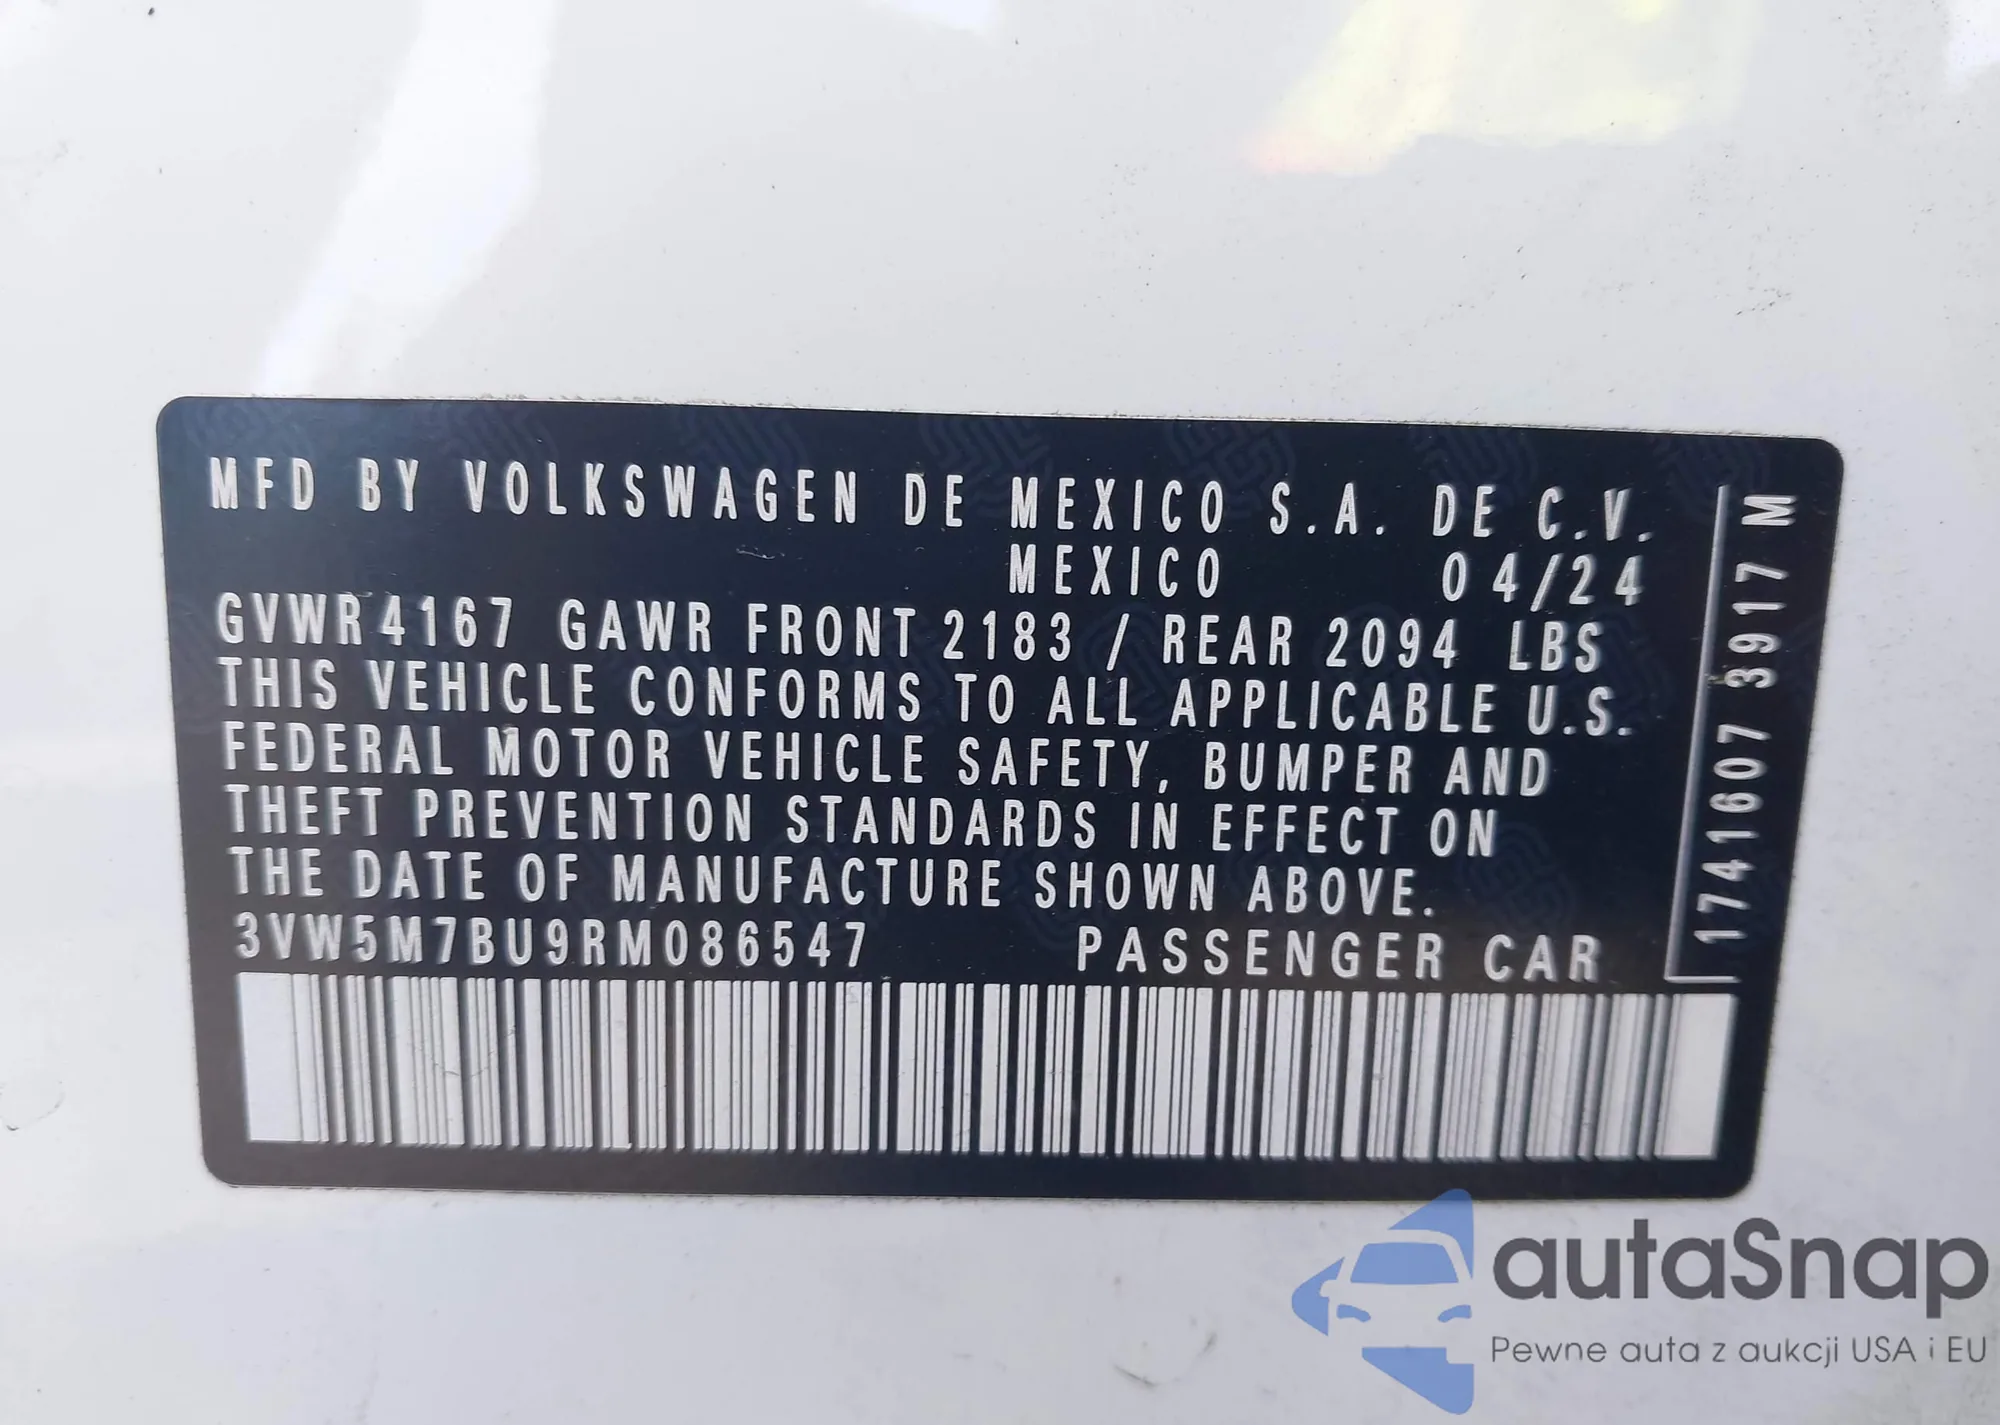 MFD BY VOLKSWAGEN DE MEXICO S.A. DE C.V.
MEXICO 04/24
GVWR 4167 GAWR FRONT 2183 / REAR 2094 LBS
THIS VEHICLE CONFORMS TO ALL APPLICABLE U.S.
FEDERAL MOTOR VEHICLE SAFETY, BUMPER AND
THEFT PREVENTION STANDARDS IN EFFECT ON
THE DATE OF MANUFACTURE SHOWN ABOVE.
3VW5M7BU9RM086547 PASSENGER CAR
1741607 3917 M
autaSnap
Pewne auta z aukcji USA i EU